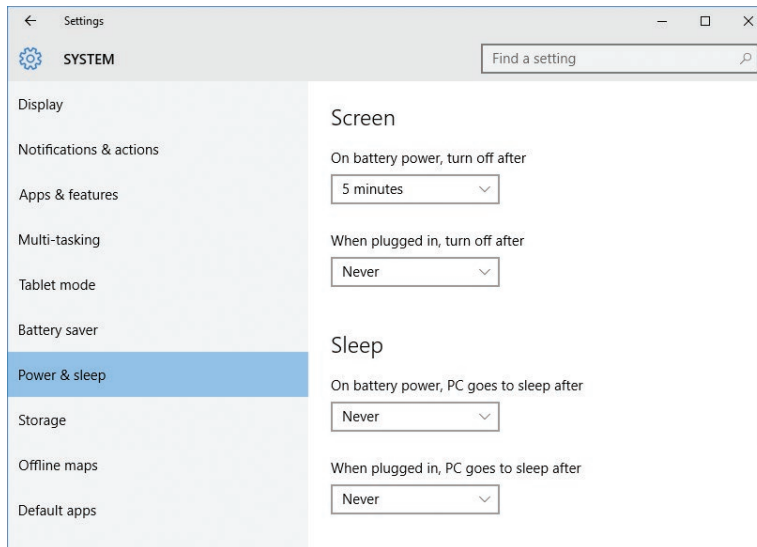 Settings
SYSTEM
Find a setting
Display
Notifications & actions
Apps & features
Multi-tasking
Tablet mode
Battery saver
Power & sleep
Storage
Offline maps
Default apps
Screen
On battery power, turn off after
5 minutes
When plugged in, turn off after
Never
Sleep
On battery power, PC goes to sleep after
Never
When plugged in, PC goes to sleep after
Never